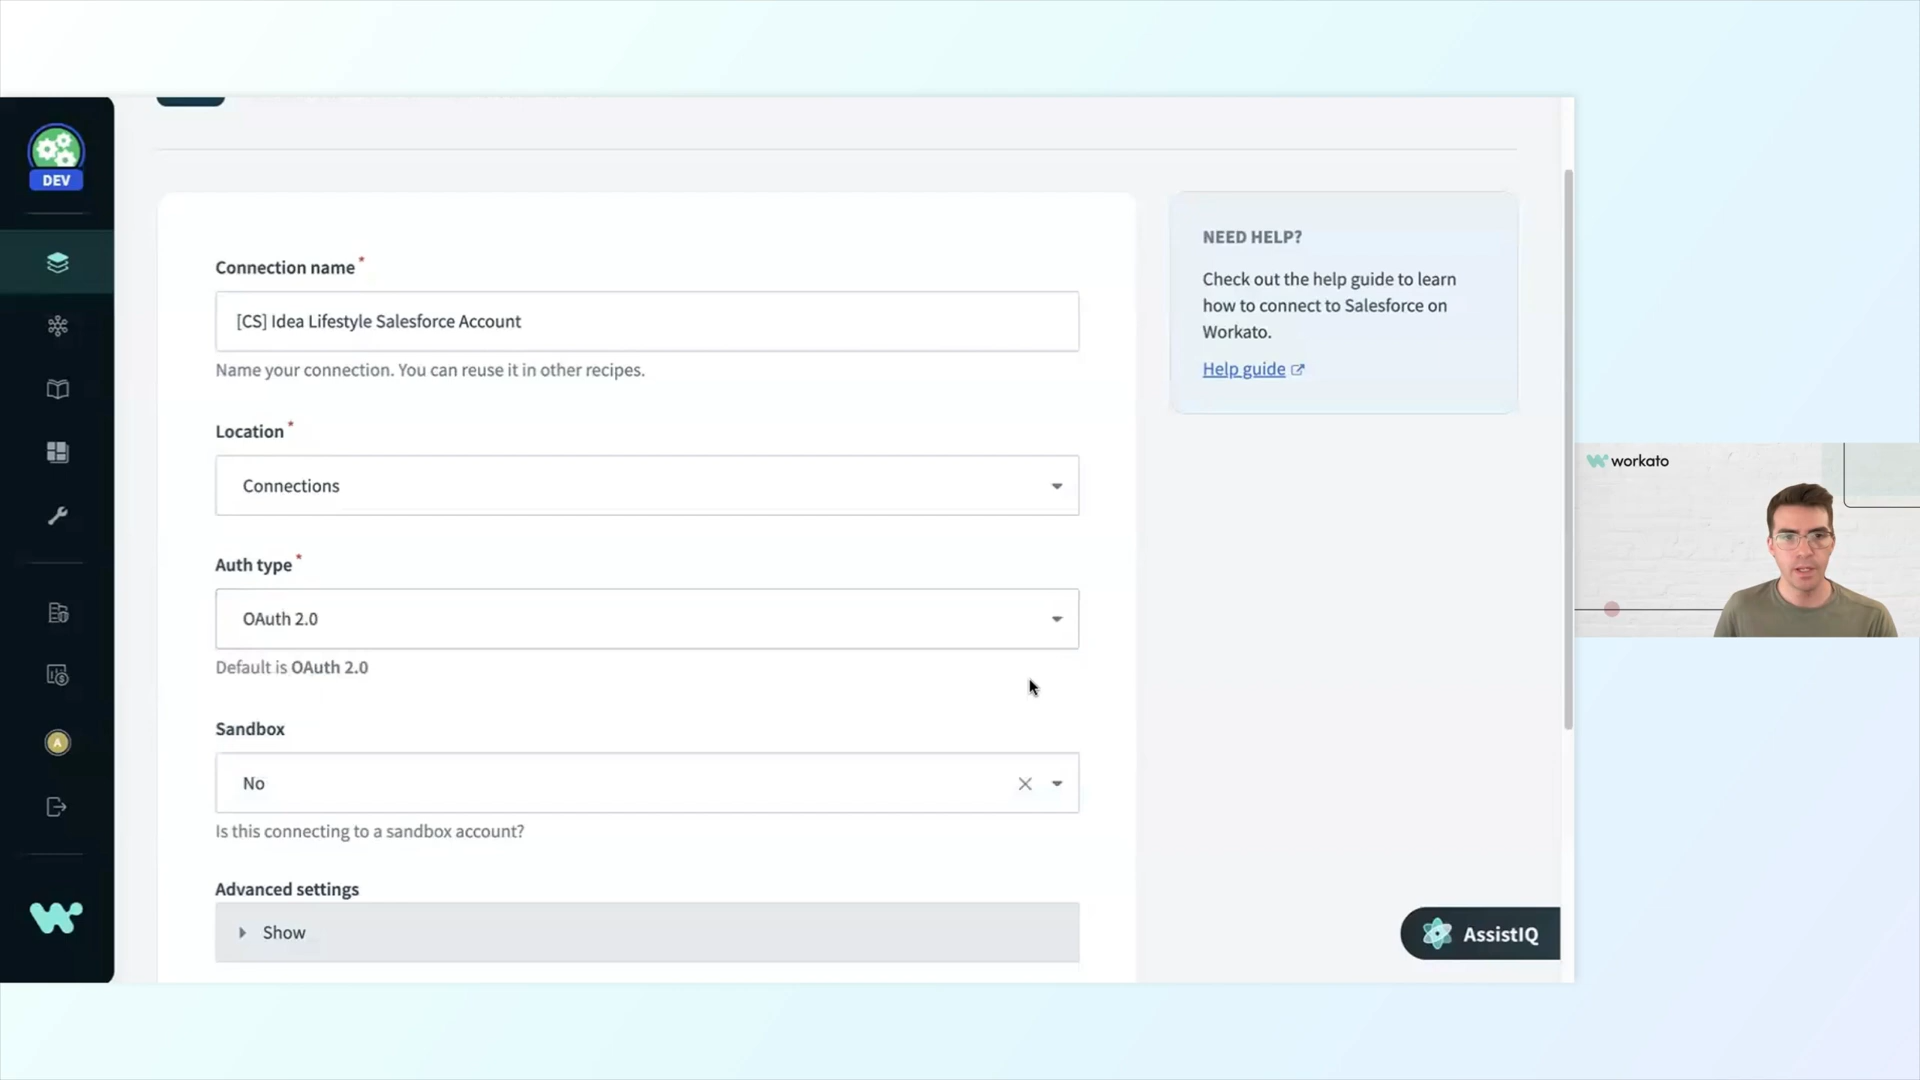 DEV
Connection name *
[CS] Idea Lifestyle Salesforce Account
Name your connection. You can reuse it in other recipes.
Location *
Connections
Auth type *
OAuth 2.0
Default is OAuth 2.0
Sandbox
No
Is this connecting to a sandbox account?
Advanced settings
Show
NEED HELP?
Check out the help guide to learn
how to connect to Salesforce on
Workato.
Help guide
A
AssistIQ
workato